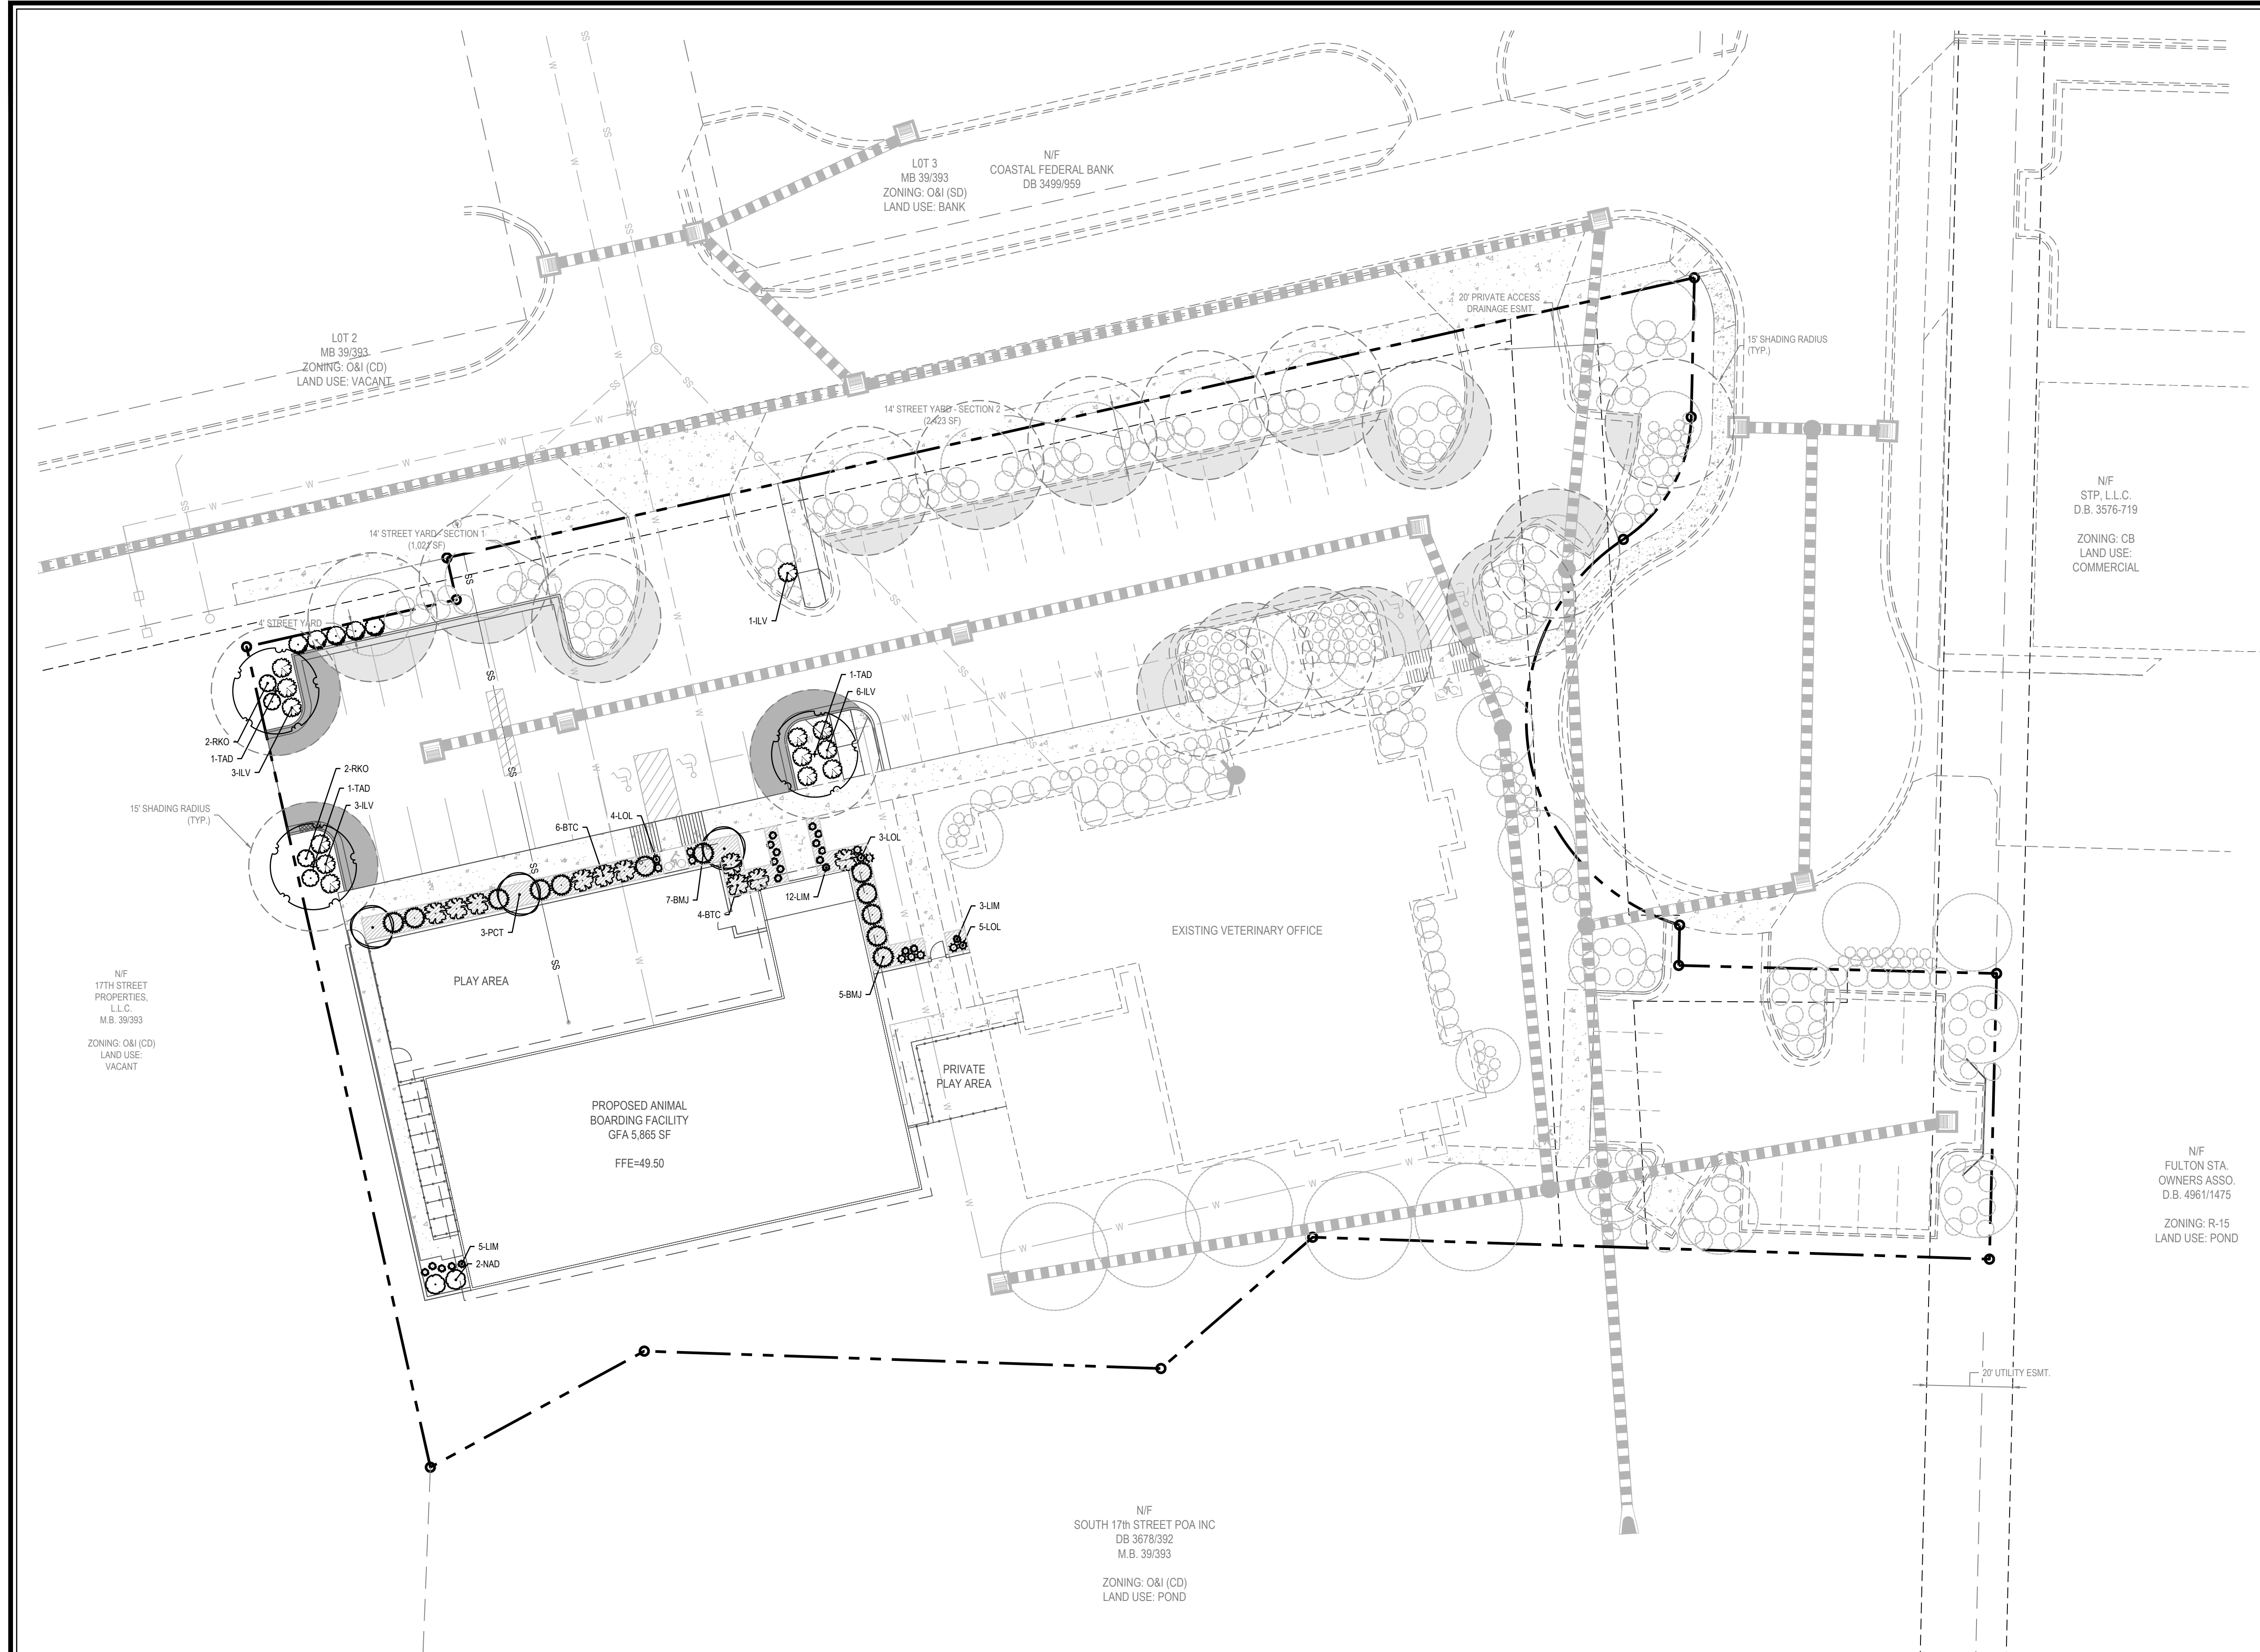 L0T 3
MB 39/393
ZONING: O&I (SD)
LAND USE: BANK
N/F
COASTAL FEDERAL BANK
DB 3499/959
L0T 2
MB 39/393
ZONING: O&I (CD)
LAND USE: VACANT
20' PRIVATE ACCESS
DRAINAGE ESMT.
15' SHADING RADIUS
(TYP.)
14' STREET YARD - SECTION 2
(2,423 SF)
N/F
STP, L.L.C.
D.B. 3576-719
ZONING: CB
LAND USE:
COMMERCIAL
14' STREET YARD - SECTION 1
(1,021 SF)
4' STREET YARD
1-ILV
1-TAD
6-ILV
2-RKO
1-TAD
3-ILV
2-RKO
1-TAD
3-ILV
15' SHADING RADIUS
(TYP.)
4-LOL
6-BTC
3-LOL
7-BMJ
4-BTC
12-LIM
3-PCT
3-LIM
5-LOL
5-BMJ
EXISTING VETERINARY OFFICE
PLAY AREA
N/F
17TH STREET
PROPERTIES,
L.L.C.
M.B. 39/393
ZONING: O&I (CD)
LAND USE:
VACANT
PRIVATE
PLAY AREA
PROPOSED ANIMAL
BOARDING FACILITY
GFA 5,865 SF
FFE=49.50
N/F
FULTON STA.
OWNERS ASSO.
D.B. 4961/1475
ZONING: R-15
LAND USE: POND
5-LIM
2-NAD
20' UTILITY ESMT.
N/F
SOUTH 17th STREET POA INC
DB 3678/392
M.B. 39/393
ZONING: O&I (CD)
LAND USE: POND